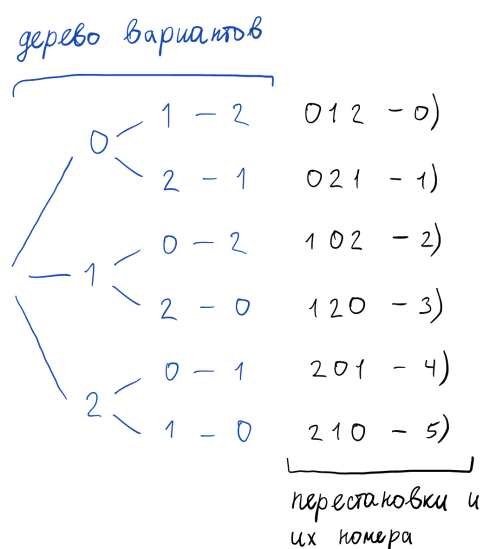 дерево вариантов
0 1 - 2 012 - 0)
2 - 1 021 - 1)
1 0 - 2 102 - 2)
2 - 0 120 - 3)
2 0 - 1 201 - 4)
1 - 0 210 - 5)
перестановки и
их номера